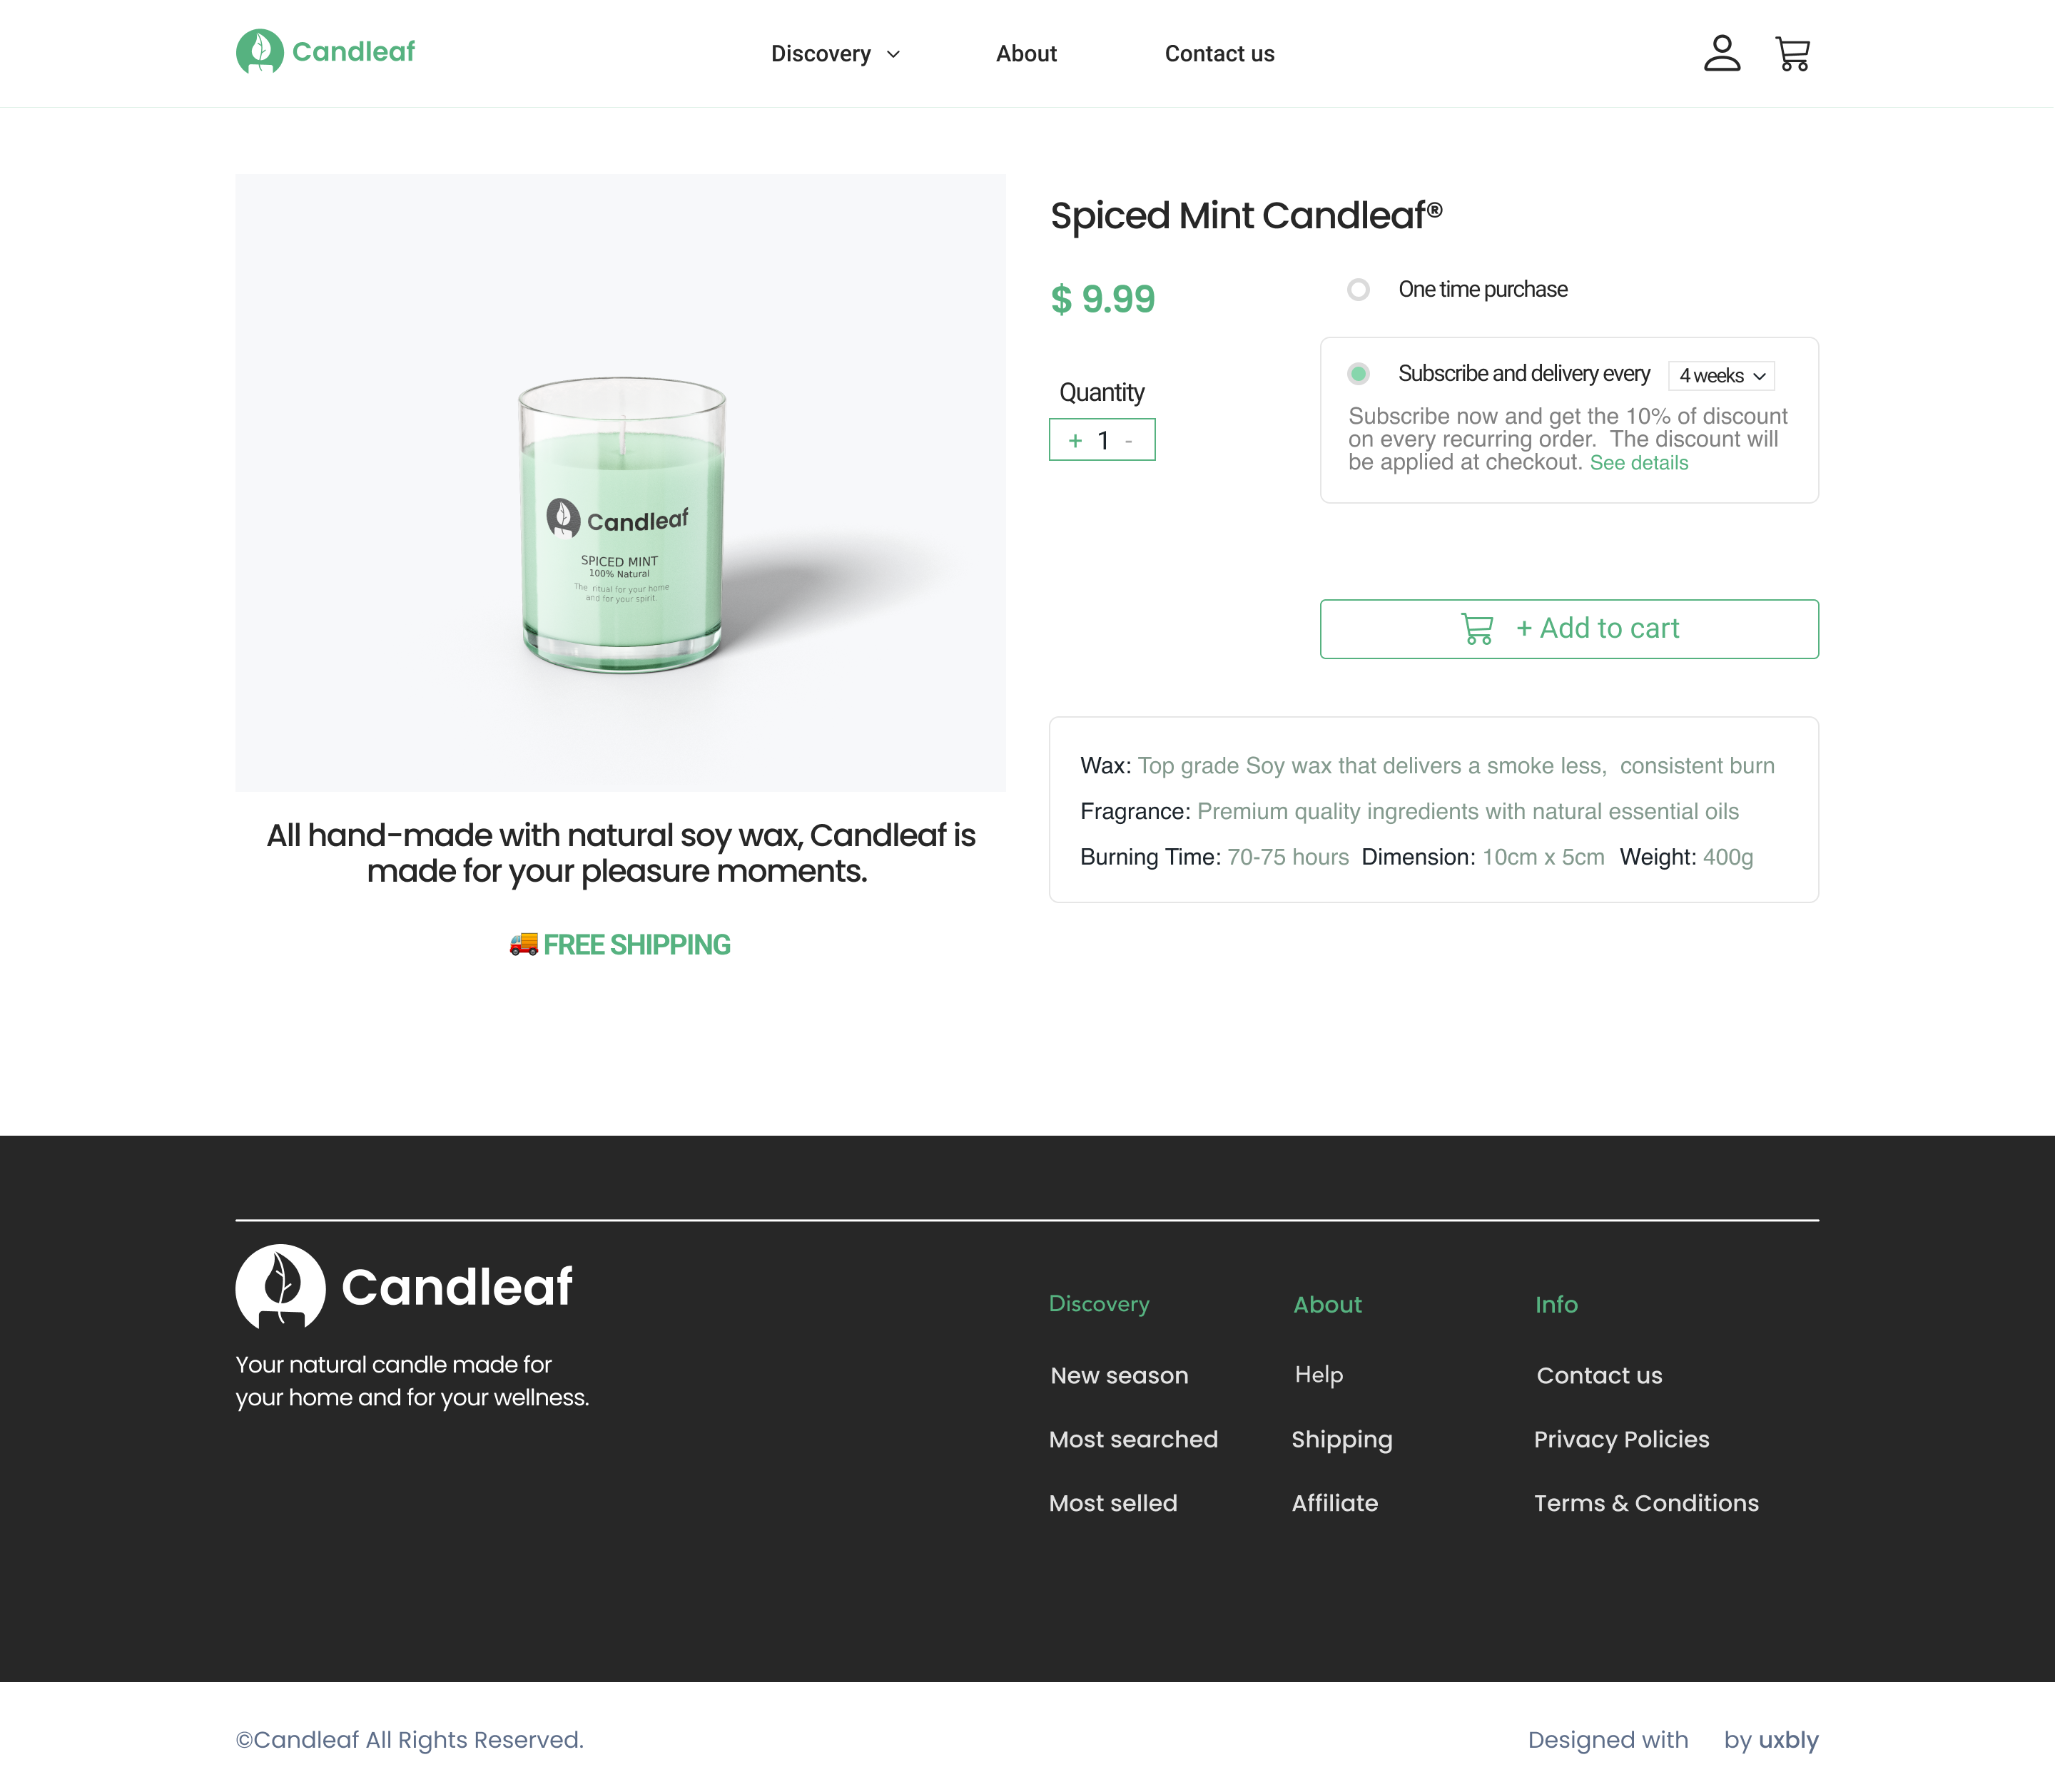 Candleaf
Discovery
About
Contact us
Spiced Mint Candleaf®
$ 9.99
One time purchase
Subscribe and delivery every
4 weeks
Quantity
+ 1 -
Subscribe now and get the 10% of discount
on every recurring order. The discount will
be applied at checkout. See details
Candleaf
SPICED MINT
100% Natural
The ritual for your home
and for your spirit
+ Add to cart
Wax: Top grade Soy wax that delivers a smoke less, consistent burn
Fragrance: Premium quality ingredients with natural essential oils
Burning Time: 70-75 hours Dimension: 10cm x 5cm Weight: 400g
All hand-made with natural soy wax, Candleaf is
made for your pleasure moments.
🚚 FREE SHIPPING
Candleaf
Your natural candle made for
your home and for your wellness.
Discovery
New season
Most searched
Most selled
About
Help
Shipping
Affiliate
Info
Contact us
Privacy Policies
Terms & Conditions
©Candleaf All Rights Reserved.
Designed with by uxbly